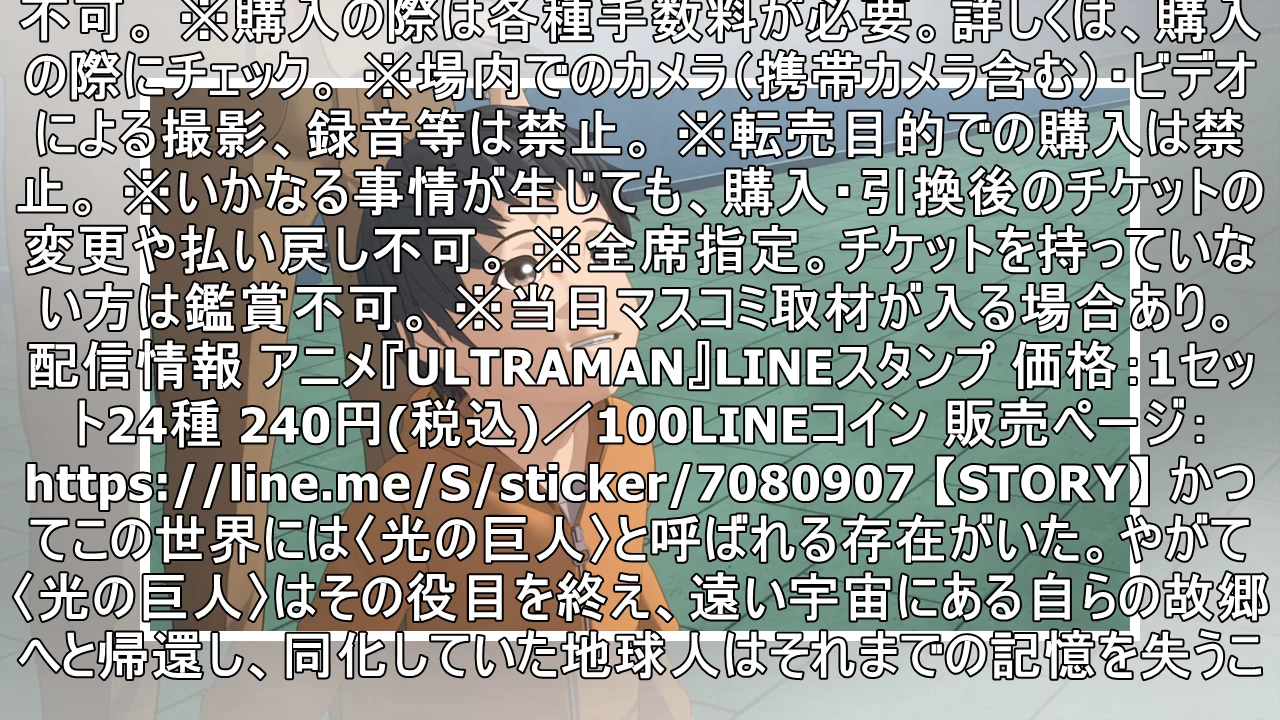 不可。 ※購入の際は各種手数料が必要。詳しくは、購入
の際にチェック。 ※場内でのカメラ（携帯カメラ含む）・ビデオ
による撮影、録音等は禁止。 ※転売目的での購入は禁
止。 ※いかなる事情が生じても、購入・引換後のチケットの
変更や払い戻し不可。 ※全席指定。チケットを持っていな
い方は鑑賞不可。 ※当日マスコミ取材が入る場合あり。
配信情報 アニメ『ULTRAMAN』LINEスタンプ 価格：1セッ
ト24種 240円(税込)／100LINEコイン 販売ページ：
https://line.me/S/sticker/7080907【STORY】かつ
てこの世界には〈光の巨人〉と呼ばれる存在がいた。やがて
〈光の巨人〉はその役目を終え、遠い宇宙にある自らの故郷
へと帰還し、同化していた地球人はそれまでの記憶を失うこ